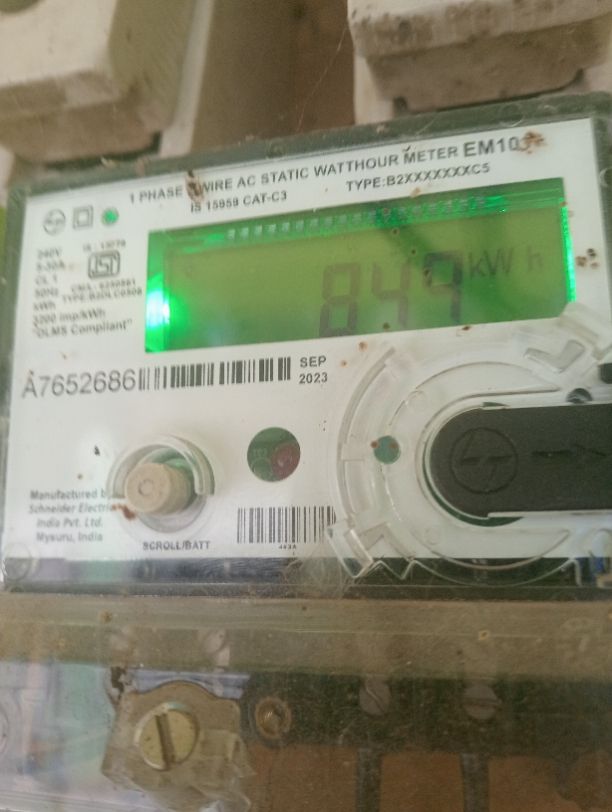 1 PHASE 2 WIRE AC STATIC WATTHOUR METER EM101
IS 15959 CAT-C3 TYPE:B2XXXXXXXC5
240V
5-30A
CL 1
50Hz
kWh
3200 imp/kWh
"DLMS Compliant"
849 kW h
A7652686
SEP
2023
Manufactured by
Schneider Electric
India Pvt. Ltd.
Mysuru, India
SCROLL/BATT